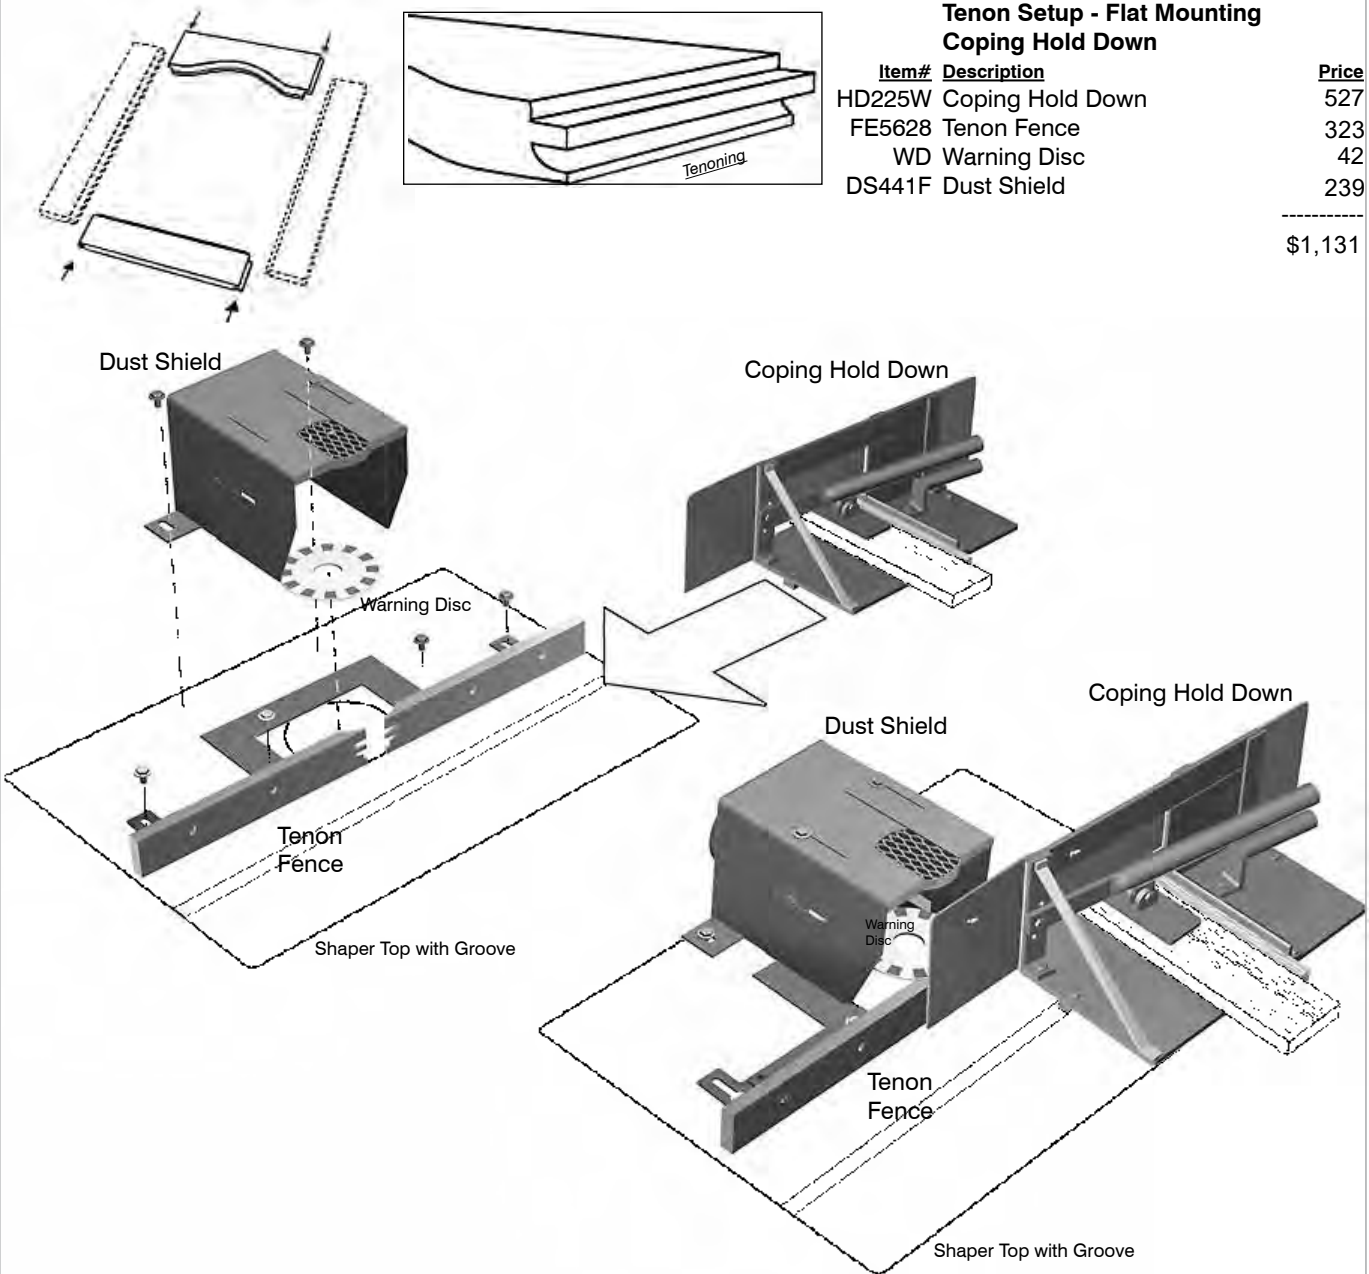 Tenon Setup - Flat Mounting
Coping Hold Down
Item# Description Price
HD225W Coping Hold Down 527
FE5628 Tenon Fence 323
WD Warning Disc 42
DS441F Dust Shield 239
-----------
$1,131
Tenoning
Dust Shield
Coping Hold Down
Warning Disc
Tenon
Fence
Shaper Top with Groove
Coping Hold Down
Dust Shield
Warning
Disc
Tenon
Fence
Shaper Top with Groove